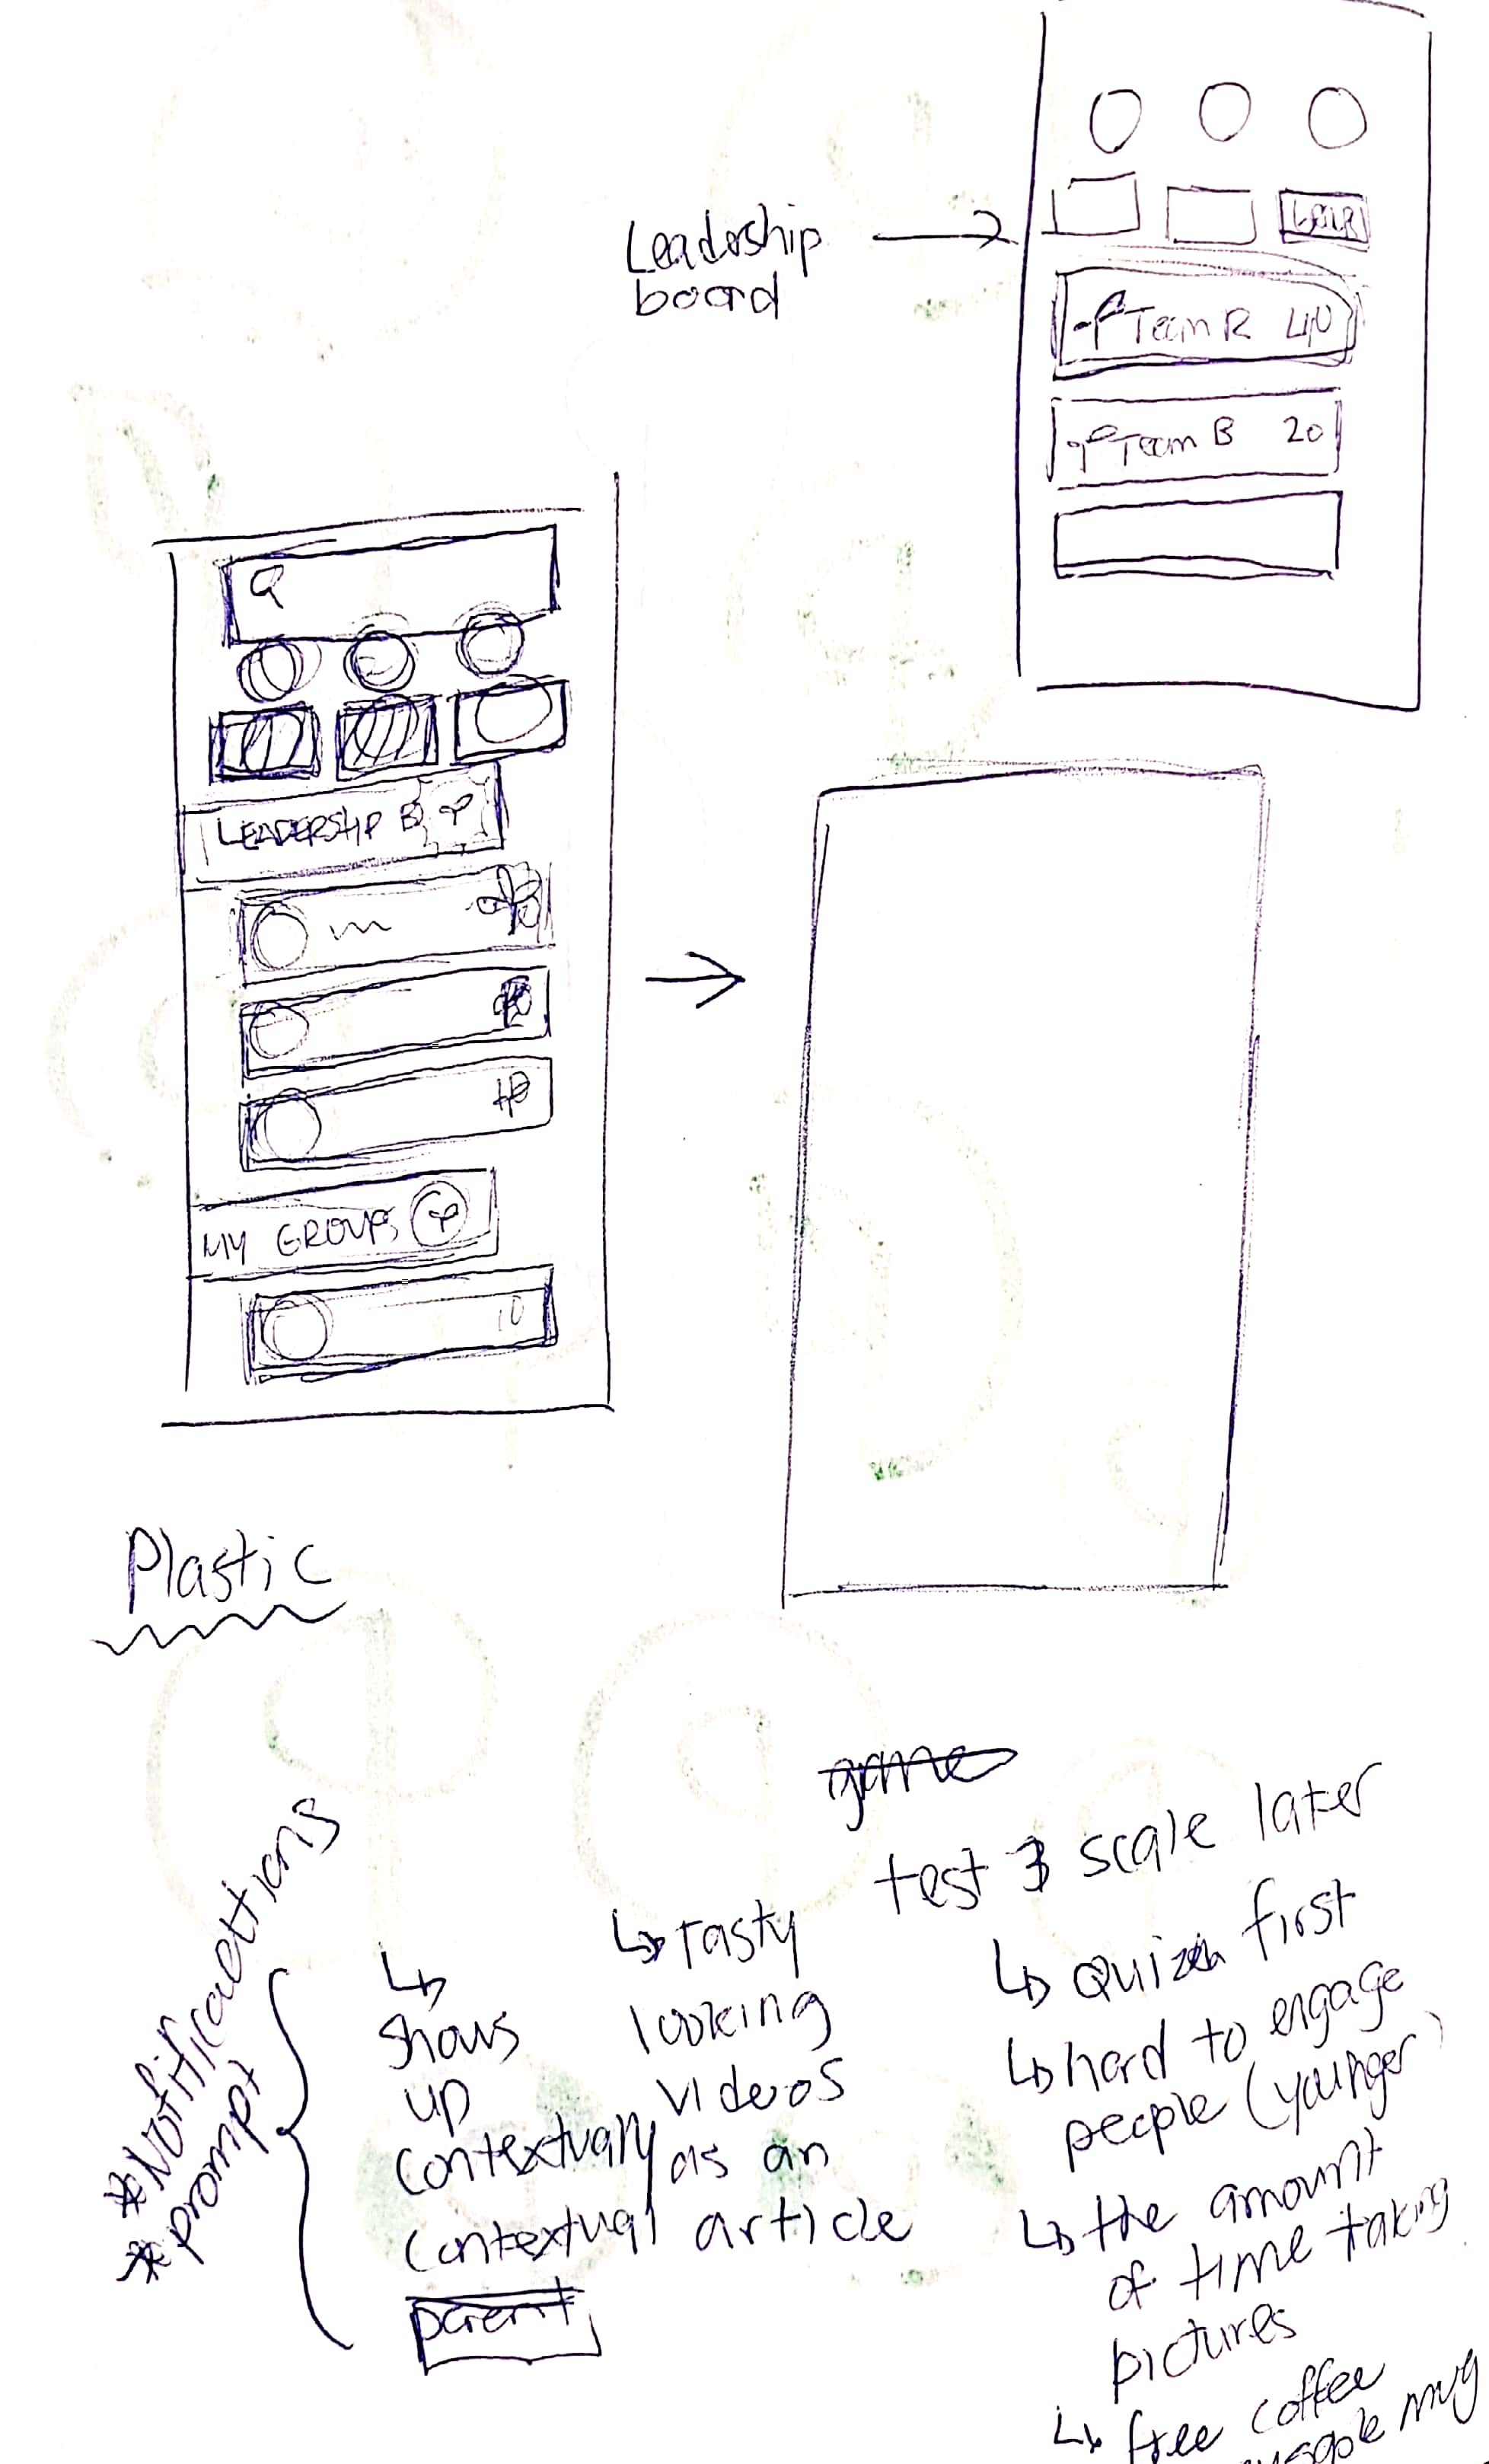 Leadership
board
Team R 40
Team B 20
LEADERSHIP B
MY GROUPS
10
Plastic
game
test & scale later
*Notifications
*prompt
↳
shows
up
contextually
contextual
parent
↳ Tasty
looking
videos
as an
article
↳ Quiz first
↳ hard to engage
people (younger)
↳ the amount
of time taking
pictures
↳ free coffee
mug